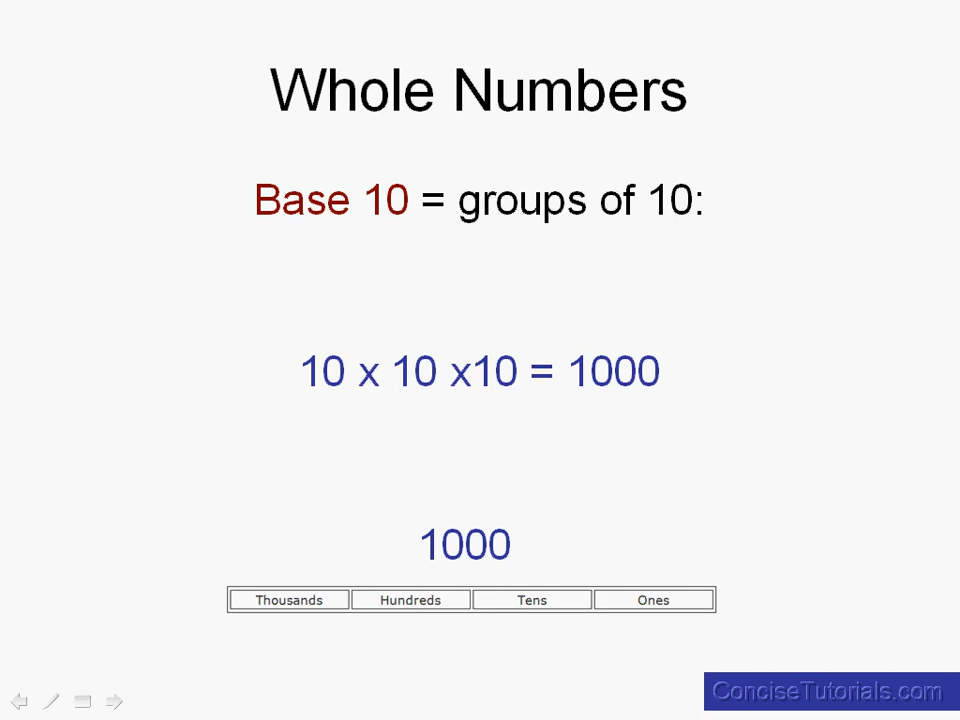 Whole Numbers
Base 10 = groups of 10:
10 x 10 x10 = 1000
1000
Thousands Hundreds Tens Ones
ConciseTutorials.com